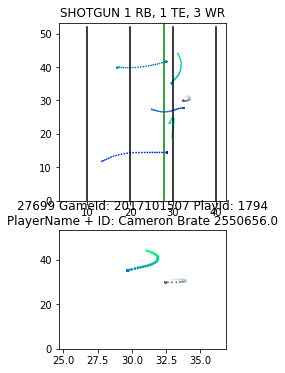 SHOTGUN 1 RB, 1 TE, 3 WR
50
40
30
20
10
0
10 20 30 40
27699 GameId: 2017101507 PlayId: 1794
PlayerName + ID: Cameron Brate 2550656.0
40
20
0
25.0 27.5 30.0 32.5 35.0